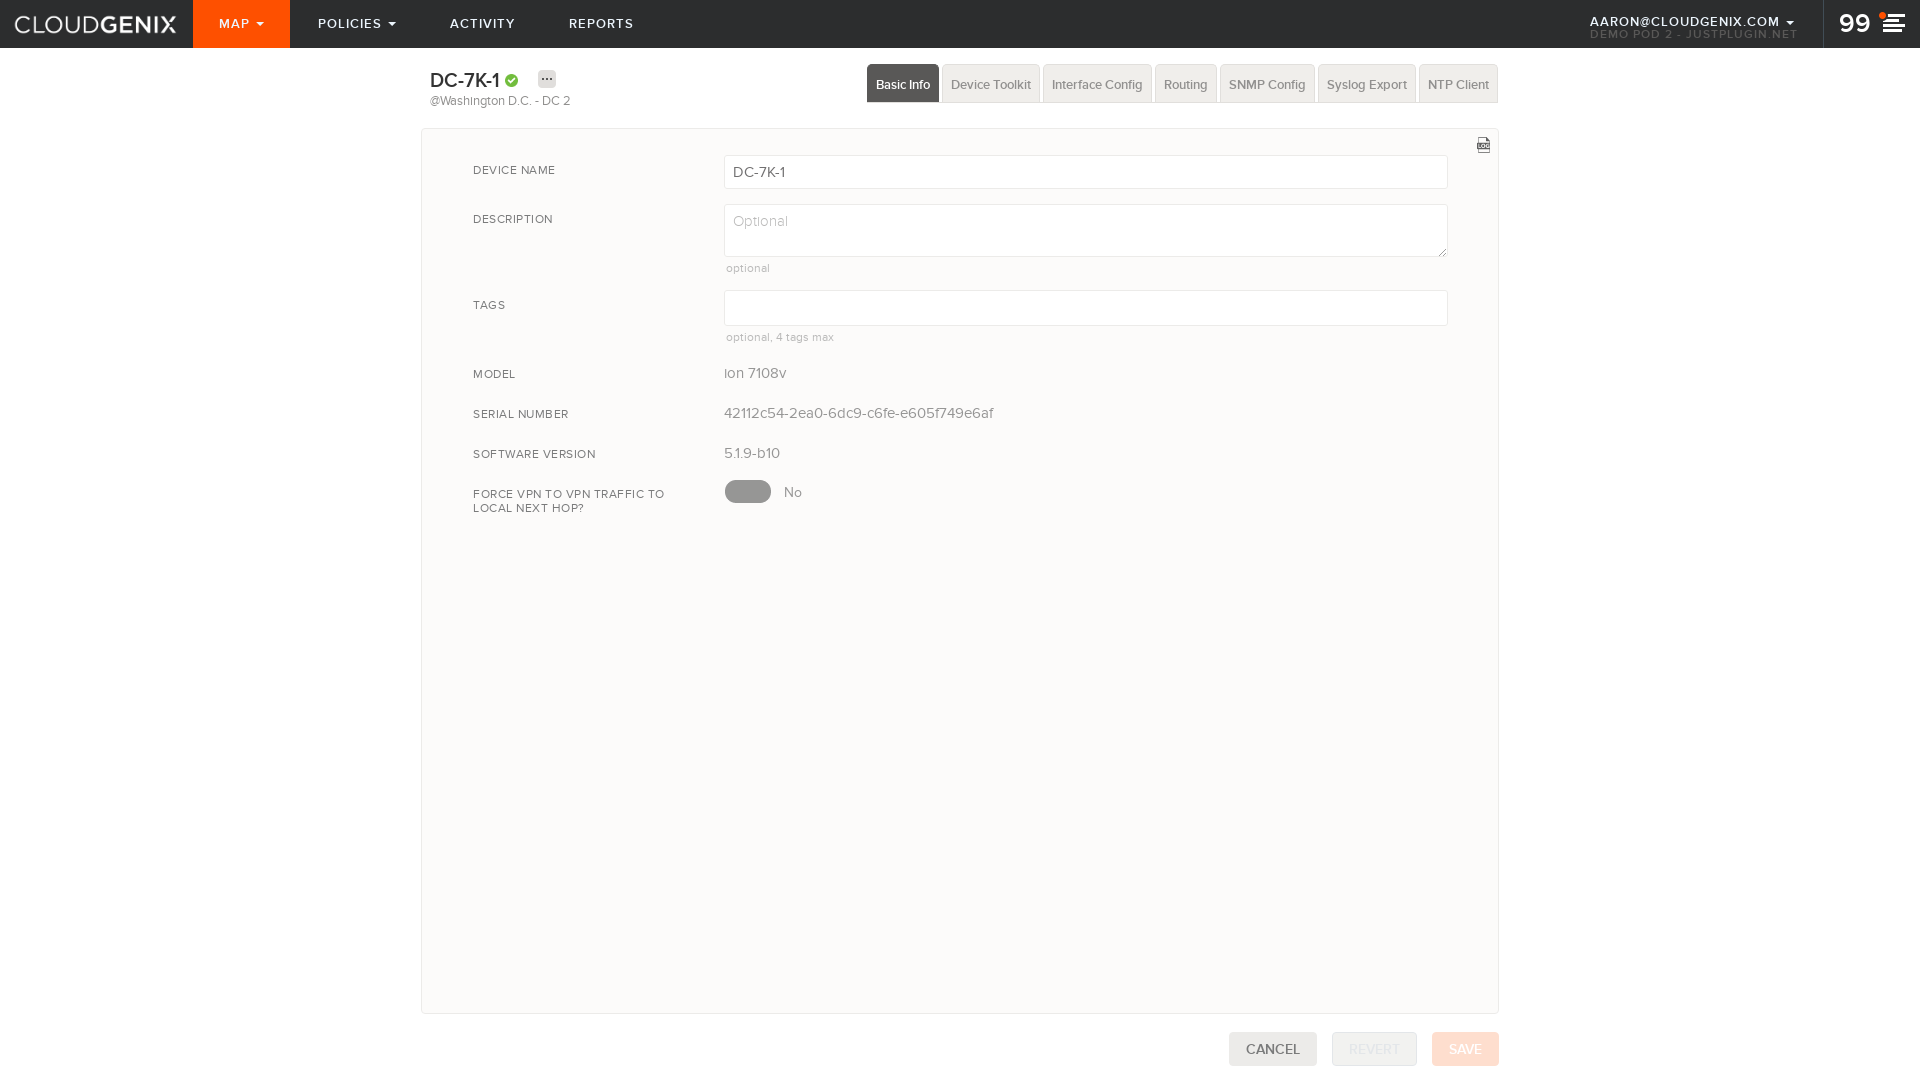 CLOUDGENIX
MAP
POLICIES
ACTIVITY
REPORTS
AARON@CLOUDGENIX.COM
DEMO POD 2 - JUSTPLUGIN.NET
99
DC-7K-1
@Washington D.C. - DC 2
Basic Info
Device Toolkit
Interface Config
Routing
SNMP Config
Syslog Export
NTP Client
LOG
DEVICE NAME
DC-7K-1
DESCRIPTION
Optional
optional
TAGS
optional, 4 tags max
MODEL
ion 7108v
SERIAL NUMBER
42112c54-2ea0-6dc9-c6fe-e605f749e6af
SOFTWARE VERSION
5.1.9-b10
FORCE VPN TO VPN TRAFFIC TO
LOCAL NEXT HOP?
No
CANCEL
REVERT
SAVE